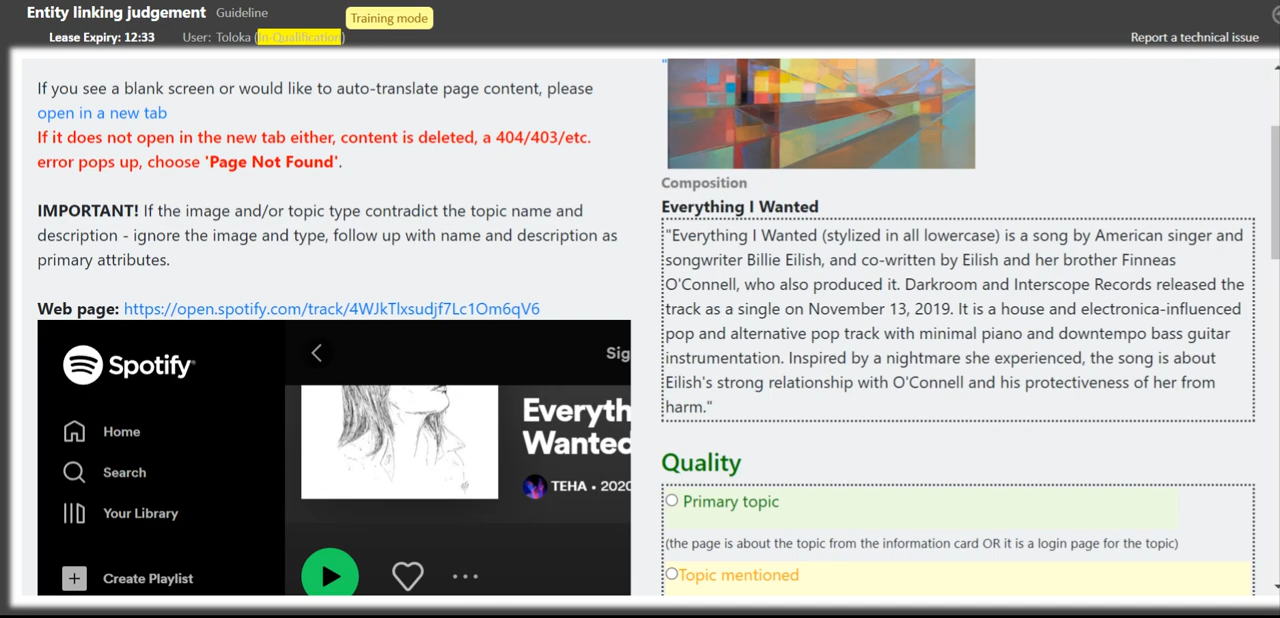 Entity linking judgement Guideline
Training mode
Lease Expiry: 12:33 User: Toloka (In-Qualification)
Report a technical issue
If you see a blank screen or would like to auto-translate page content, please
open in a new tab
If it does not open in the new tab either, content is deleted, a 404/403/etc.
error pops up, choose 'Page Not Found'.
IMPORTANT! If the image and/or topic type contradict the topic name and
description - ignore the image and type, follow up with name and description as
primary attributes.
Web page: https://open.spotify.com/track/4WJkTlxsudjf7Lc1Om6qV6
Spotify
Home
Search
Your Library
Create Playlist
Sig
Everyth
Wanted
TEHA • 2020
Composition
Everything I Wanted
"Everything I Wanted (stylized in all lowercase) is a song by American singer and
songwriter Billie Eilish, and co-written by Eilish and her brother Finneas
O'Connell, who also produced it. Darkroom and Interscope Records released the
track as a single on November 13, 2019. It is a house and electronica-influenced
pop and alternative pop track with minimal piano and downtempo bass guitar
instrumentation. Inspired by a nightmare she experienced, the song is about
Eilish's strong relationship with O'Connell and his protectiveness of her from
harm."
Quality
Primary topic
(the page is about the topic from the information card OR it is a login page for the topic)
Topic mentioned